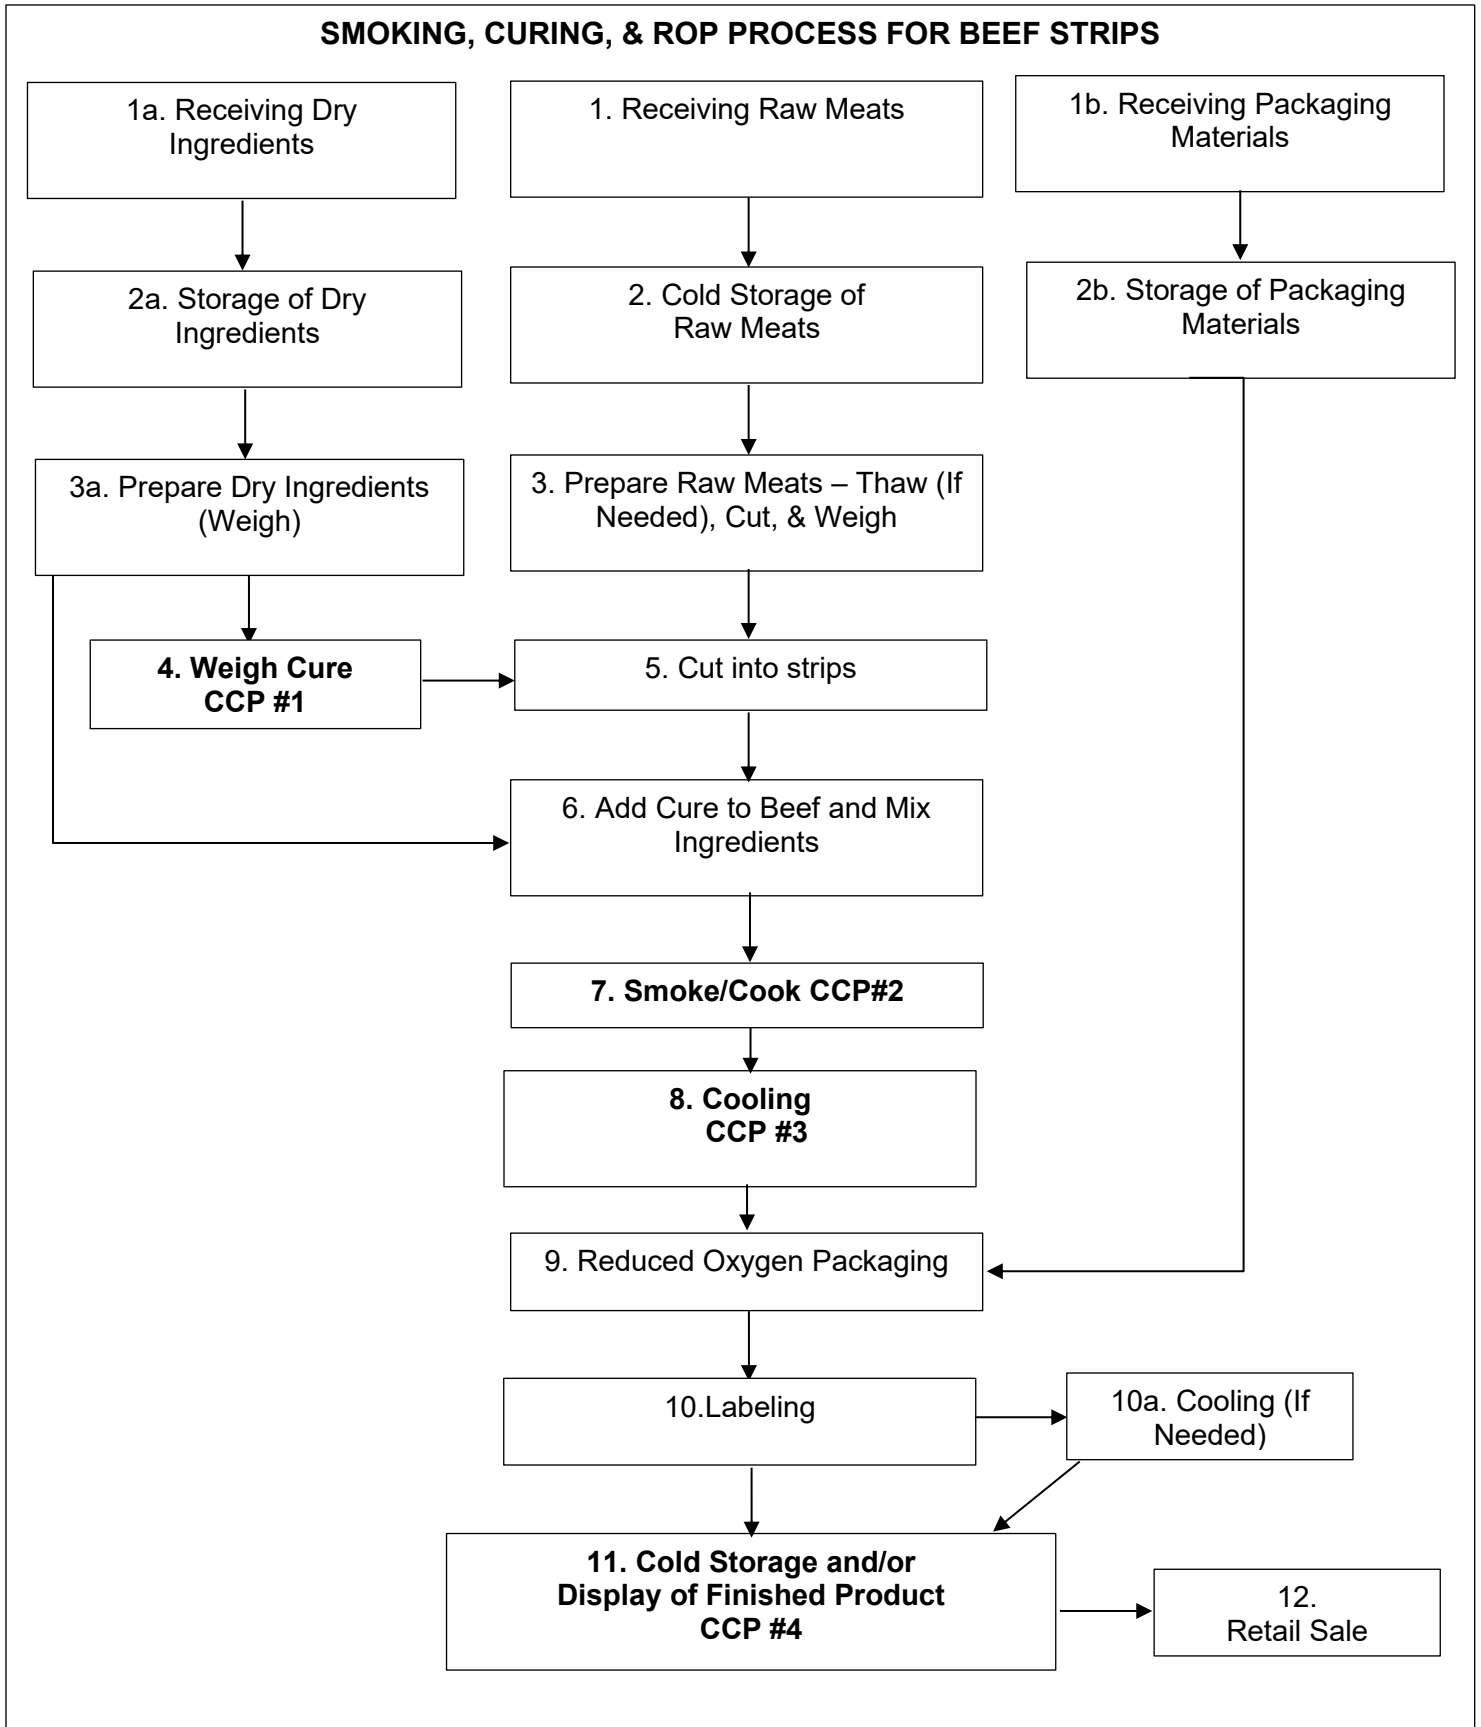 SMOKING, CURING, & ROP PROCESS FOR BEEF STRIPS
1a. Receiving Dry
Ingredients
1. Receiving Raw Meats
1b. Receiving Packaging
Materials
2a. Storage of Dry
Ingredients
2. Cold Storage of
Raw Meats
2b. Storage of Packaging
Materials
3a. Prepare Dry Ingredients
(Weigh)
3. Prepare Raw Meats – Thaw (If
Needed), Cut, & Weigh
4. Weigh Cure
CCP #1
5. Cut into strips
6. Add Cure to Beef and Mix
Ingredients
7. Smoke/Cook CCP#2
8. Cooling
CCP #3
9. Reduced Oxygen Packaging
10.Labeling
10a. Cooling (If
Needed)
11. Cold Storage and/or
Display of Finished Product
CCP #4
12.
Retail Sale